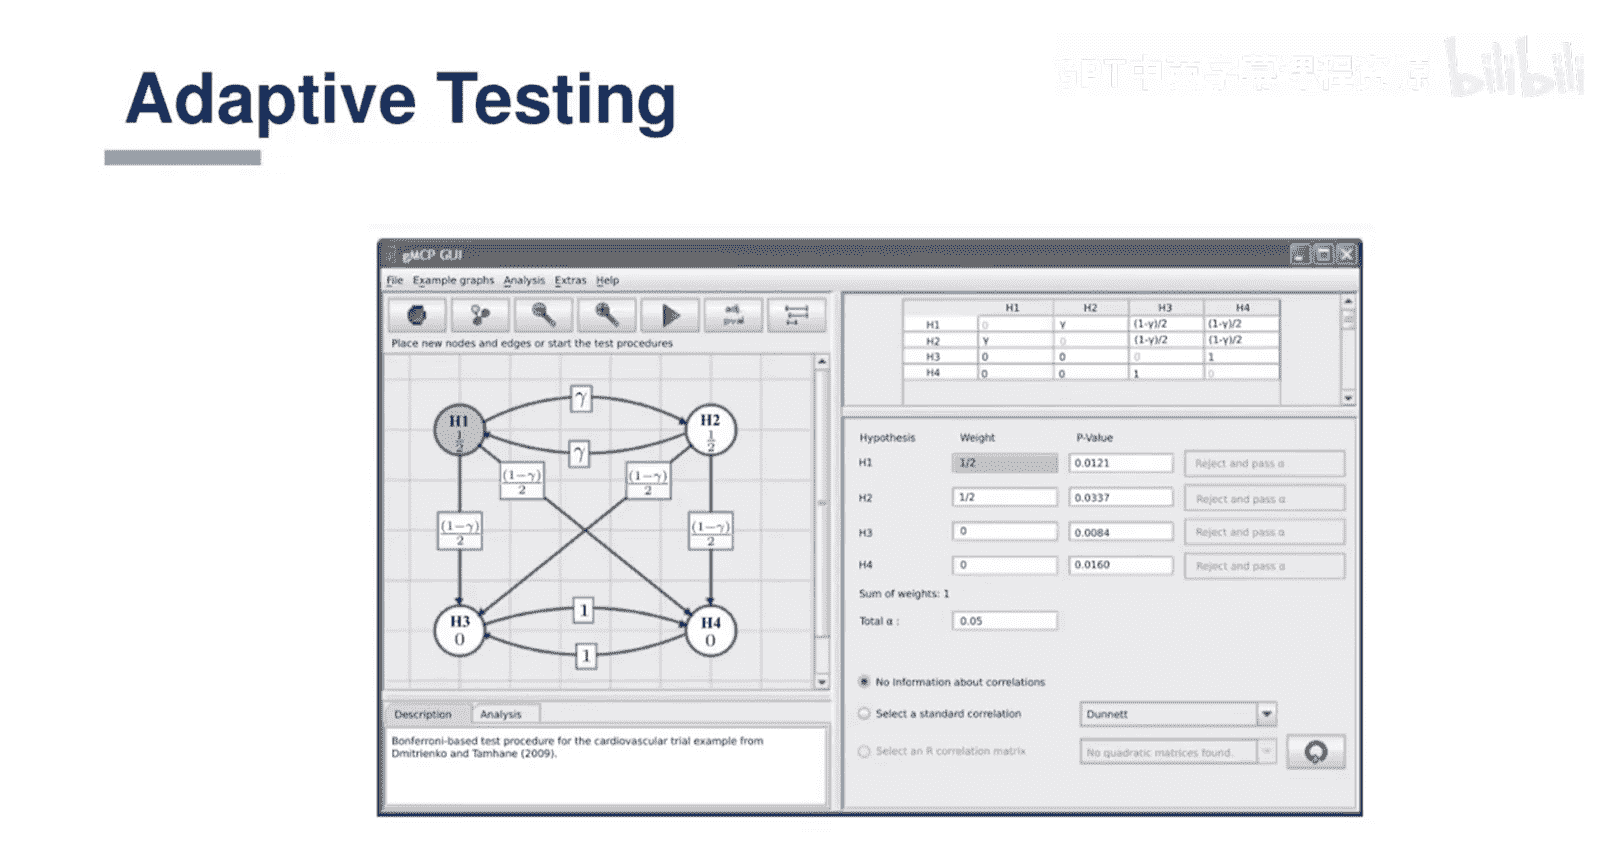 Adaptive Testing
bilibili
gMCP GUI
File Example graphs Analysis Extras Help
adj. pval
Place new nodes and edges or start the test procedures
H1 H2 H3 H4
H1 0 γ (1-γ)/2 (1-γ)/2
H2 γ 0 (1-γ)/2 (1-γ)/2
H3 0 0 0 1
H4 0 0 1 0
γ
H1 1/2
H2 1/2
γ
(1−γ)/2 (1−γ)/2
(1−γ)/2 (1−γ)/2
1
H3 0
H4 0
1
Hypothesis Weight P-Value
H1 1/2 0.0121 Reject and pass α
H2 1/2 0.0337 Reject and pass α
H3 0 0.0084 Reject and pass α
H4 0 0.0160 Reject and pass α
Sum of weights: 1
Total α : 0.05
No Information about correlations
Select a standard correlation Dunnett
Select an R correlation matrix No quadratic matrices found.
Description Analysis
Bonferroni-based test procedure for the cardiovascular trial example from
Dmitrienko and Tamhane (2009).